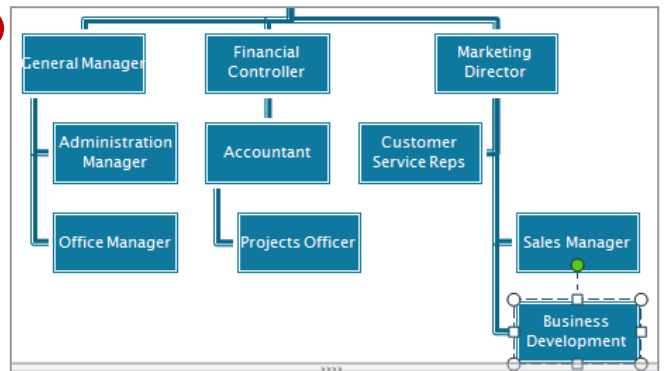 General Manager
Financial
Controller
Marketing
Director
Administration
Manager
Accountant
Customer
Service Reps
Office Manager
Projects Officer
Sales Manager
Business
Development